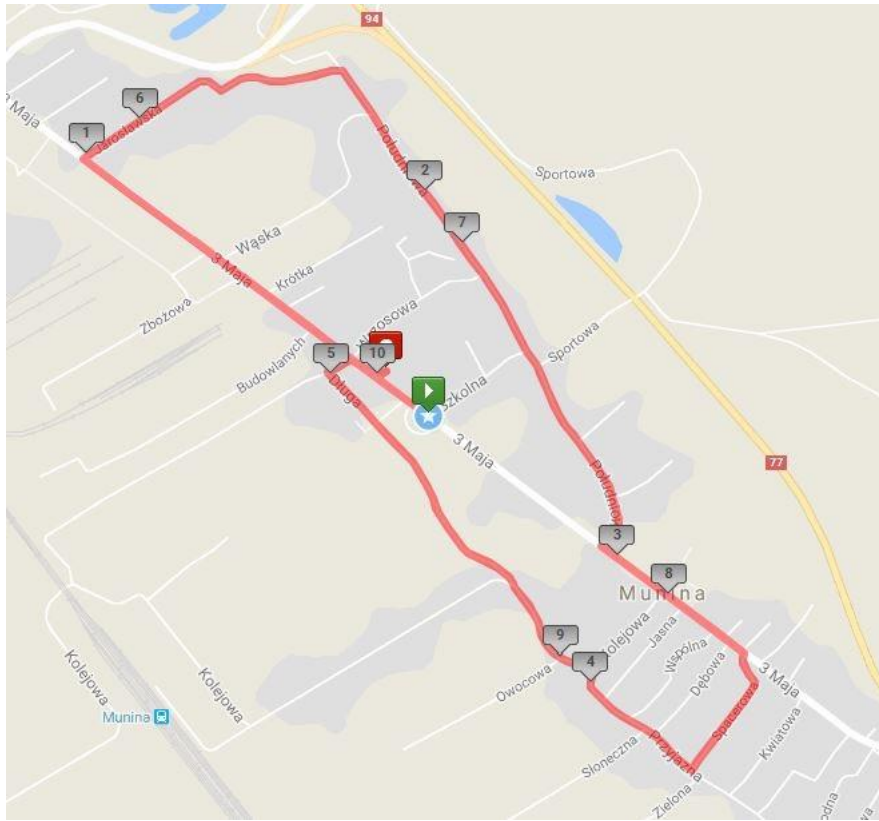 94
3 Maja
6
Jarosławska
1
Południowa
2
Sportowa
7
Wąska
3 Maja
Krótka
Zbożowa
Wrzosowa
Sportowa
Budowlanych
5
10
Długa
Szkolna
3 Maja
77
Południowa
3
8
Munina
Kolejowa
Jasna
Wspólna
9
4
Dębowa
3 Maja
Owocowa
Spacerowa
Kolejowa
Kolejowa
Kwiatowa
Munina
Przyjazna
Słoneczna
Zielona